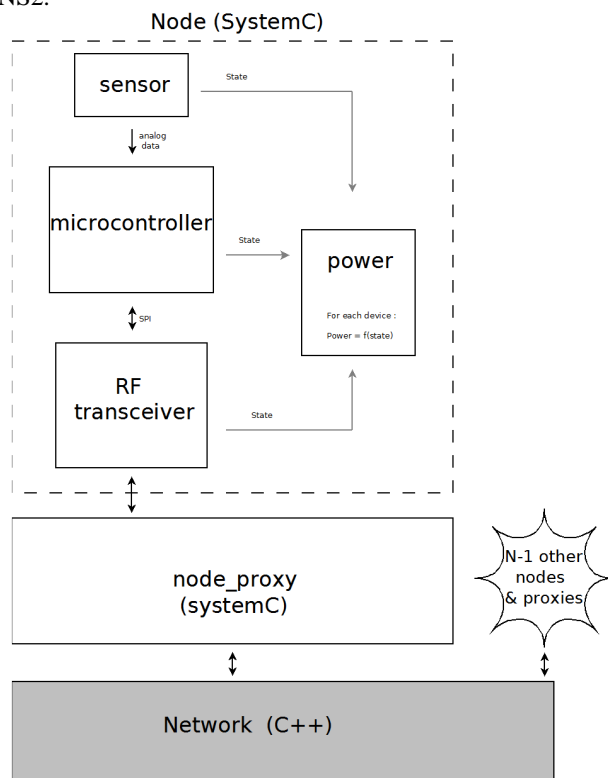 NS2.
Node (SystemC)
sensor
State
analog
data
microcontroller
State
power
For each device :
Power = f(state)
SPI
RF
transceiver
State
node_proxy
(systemC)
N-1 other
nodes
& proxies
Network (C++)